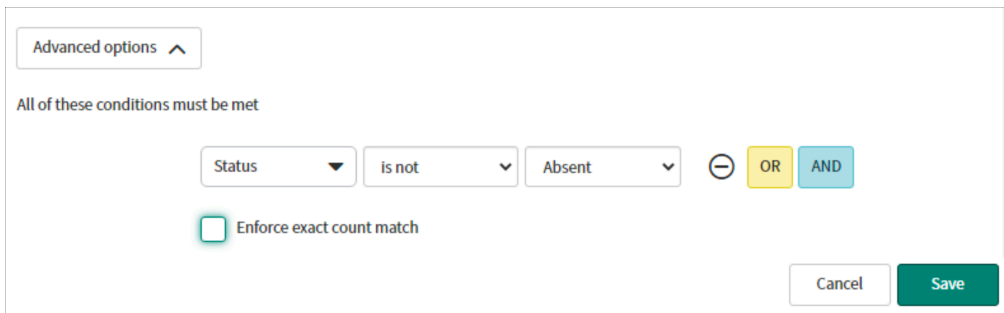 Advanced options
All of these conditions must be met
Status is not Absent OR AND
Enforce exact count match
Cancel Save